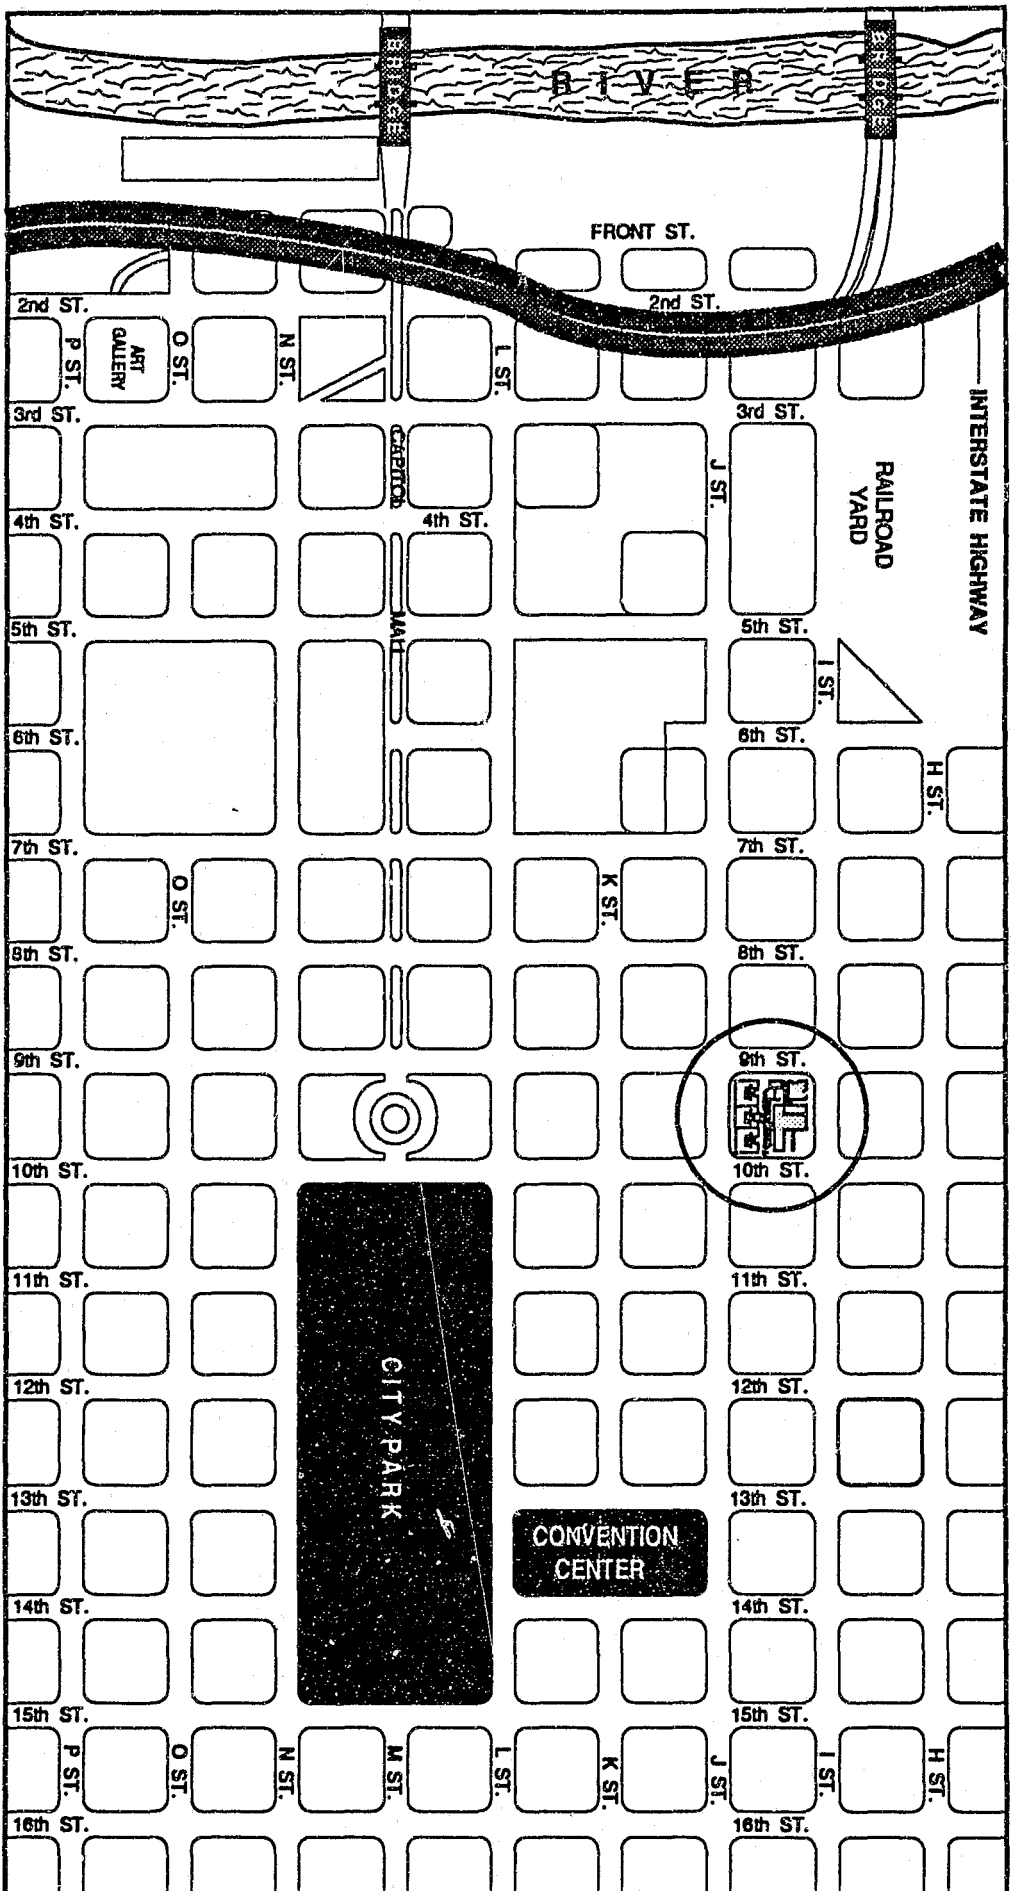 BRIDGE
RIVER
BRIDGE
FRONT ST.
2nd ST.
2nd ST.
P ST.
ART
GALLERY
O ST.
N ST.
L ST.
INTERSTATE HIGHWAY
3rd ST.
3rd ST.
CAPITOL
J ST.
RAILROAD
YARD
4th ST.
4th ST.
MALL
5th ST.
5th ST.
I ST.
6th ST.
6th ST.
H ST.
7th ST.
7th ST.
O ST.
K ST.
8th ST.
8th ST.
9th ST.
9th ST.
10th ST.
10th ST.
11th ST.
11th ST.
CITY PARK
12th ST.
12th ST.
13th ST.
13th ST.
CONVENTION
CENTER
14th ST.
14th ST.
15th ST.
15th ST.
P ST.
O ST.
N ST.
M ST.
L ST.
K ST.
J ST.
I ST.
H ST.
16th ST.
16th ST.